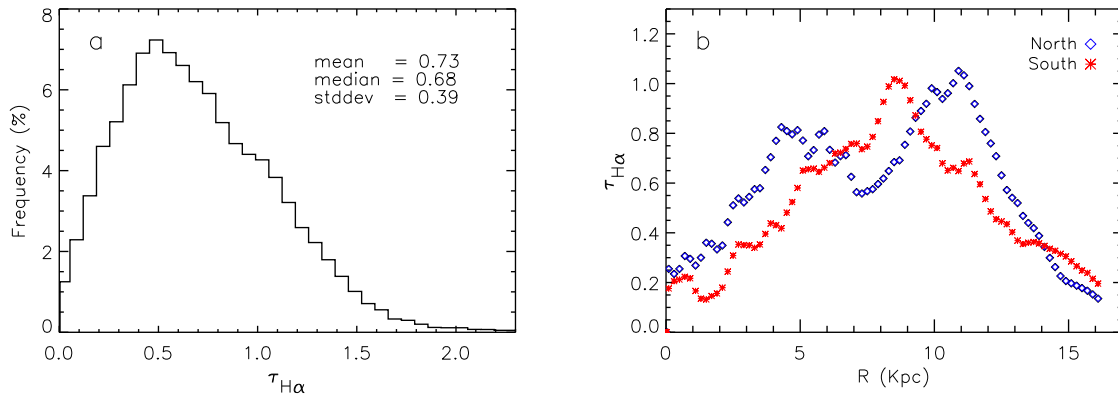 a
mean = 0.73
median = 0.68
stddev = 0.39
Frequency (%)
8
6
4
2
0
0.0 0.5 1.0 1.5 2.0
τHα
b
North
South
τHα
1.2
1.0
0.8
0.6
0.4
0.2
0.0
0 5 10 15
R (Kpc)